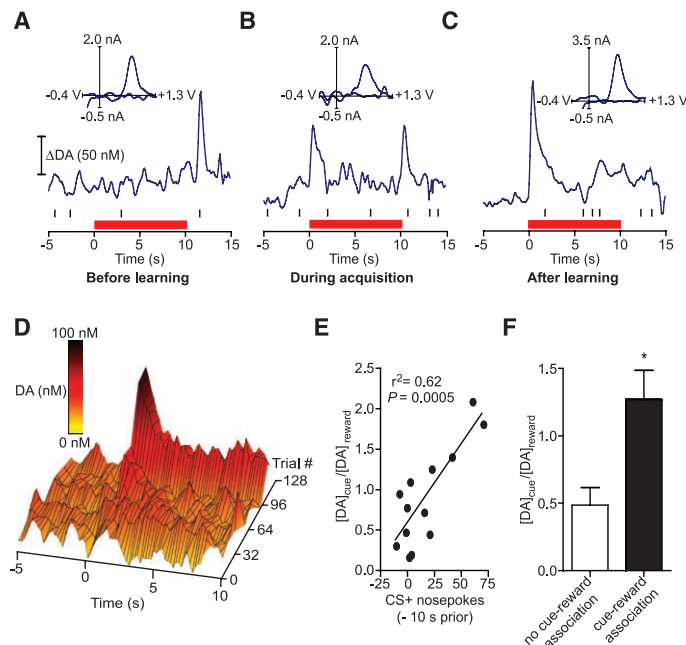 A
2.0 nA
-0.4 V
+1.3 V
-0.5 nA
ΔDA (50 nM)
-5 0 5 10 15
Time (s)
Before learning
B
2.0 nA
-0.4 V
+1.3 V
-0.5 nA
-5 0 5 10 15
Time (s)
During acquisition
C
3.5 nA
-0.4 V
+1.3 V
-0.5 nA
-5 0 5 10 15
Time (s)
After learning
D
100 nM
DA (nM)
0 nM
Trial #
128
96
64
32
0
-5 0 5 10
Time (s)
E
r²= 0.62
P = 0.0005
[DA]cue/[DA]reward
2.5
2.0
1.5
1.0
0.5
0.0
-25 0 25 50 75
CS+ nosepokes
(- 10 s prior)
F
*
[DA]cue/[DA]reward
1.5
1.0
0.5
0.0
no cue-reward
association
cue-reward
association